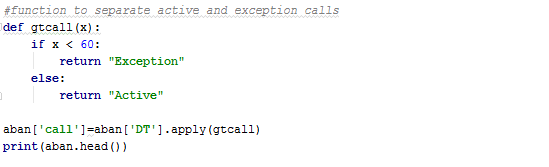 #function to separate active and exception calls
def gtcall(x):
    if x < 60:
        return "Exception"
    else:
        return "Active"
aban['call']=aban['DT'].apply(gtcall)
print(aban.head())